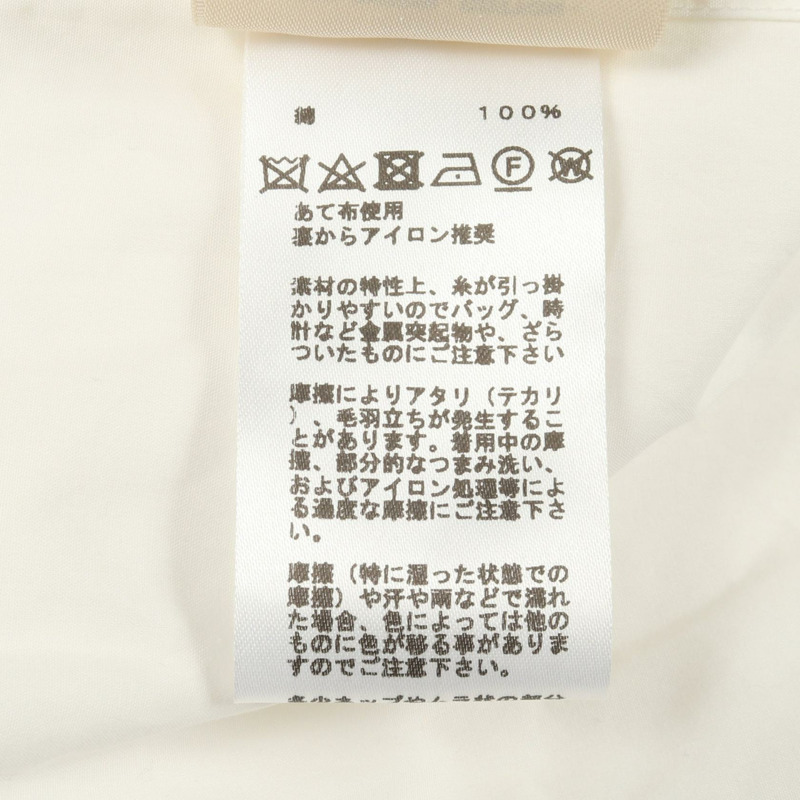 綿 100%
F
W
あて布使用
裏からアイロン推奨
素材の特性上、糸が引っ掛
かりやすいのでバッグ、時
計など金属突起物や、ざら
ついたものにご注意下さい
摩擦によりアタリ（テカリ
）、毛羽立ちが発生するこ
とがあります。着用中の摩
擦、部分的なつまみ洗い、
およびアイロン処理等によ
る過度な摩擦にご注意下さ
い。
摩擦（特に湿った状態での
摩擦）や汗や雨などで濡れ
た場合、色によっては他の
ものに色が移る事がありま
すのでご注意下さい。